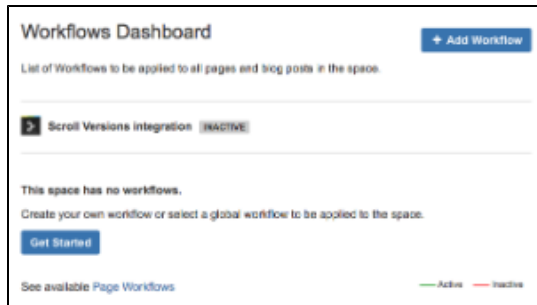 Workflows Dashboard
+ Add Workflow
List of Workflows to be applied to all pages and blog posts in the space.
Scroll Versions integration INACTIVE
This space has no workflows.
Create your own workflow or select a global workflow to be applied to the space.
Get Started
See available Page Workflows
Active Inactive